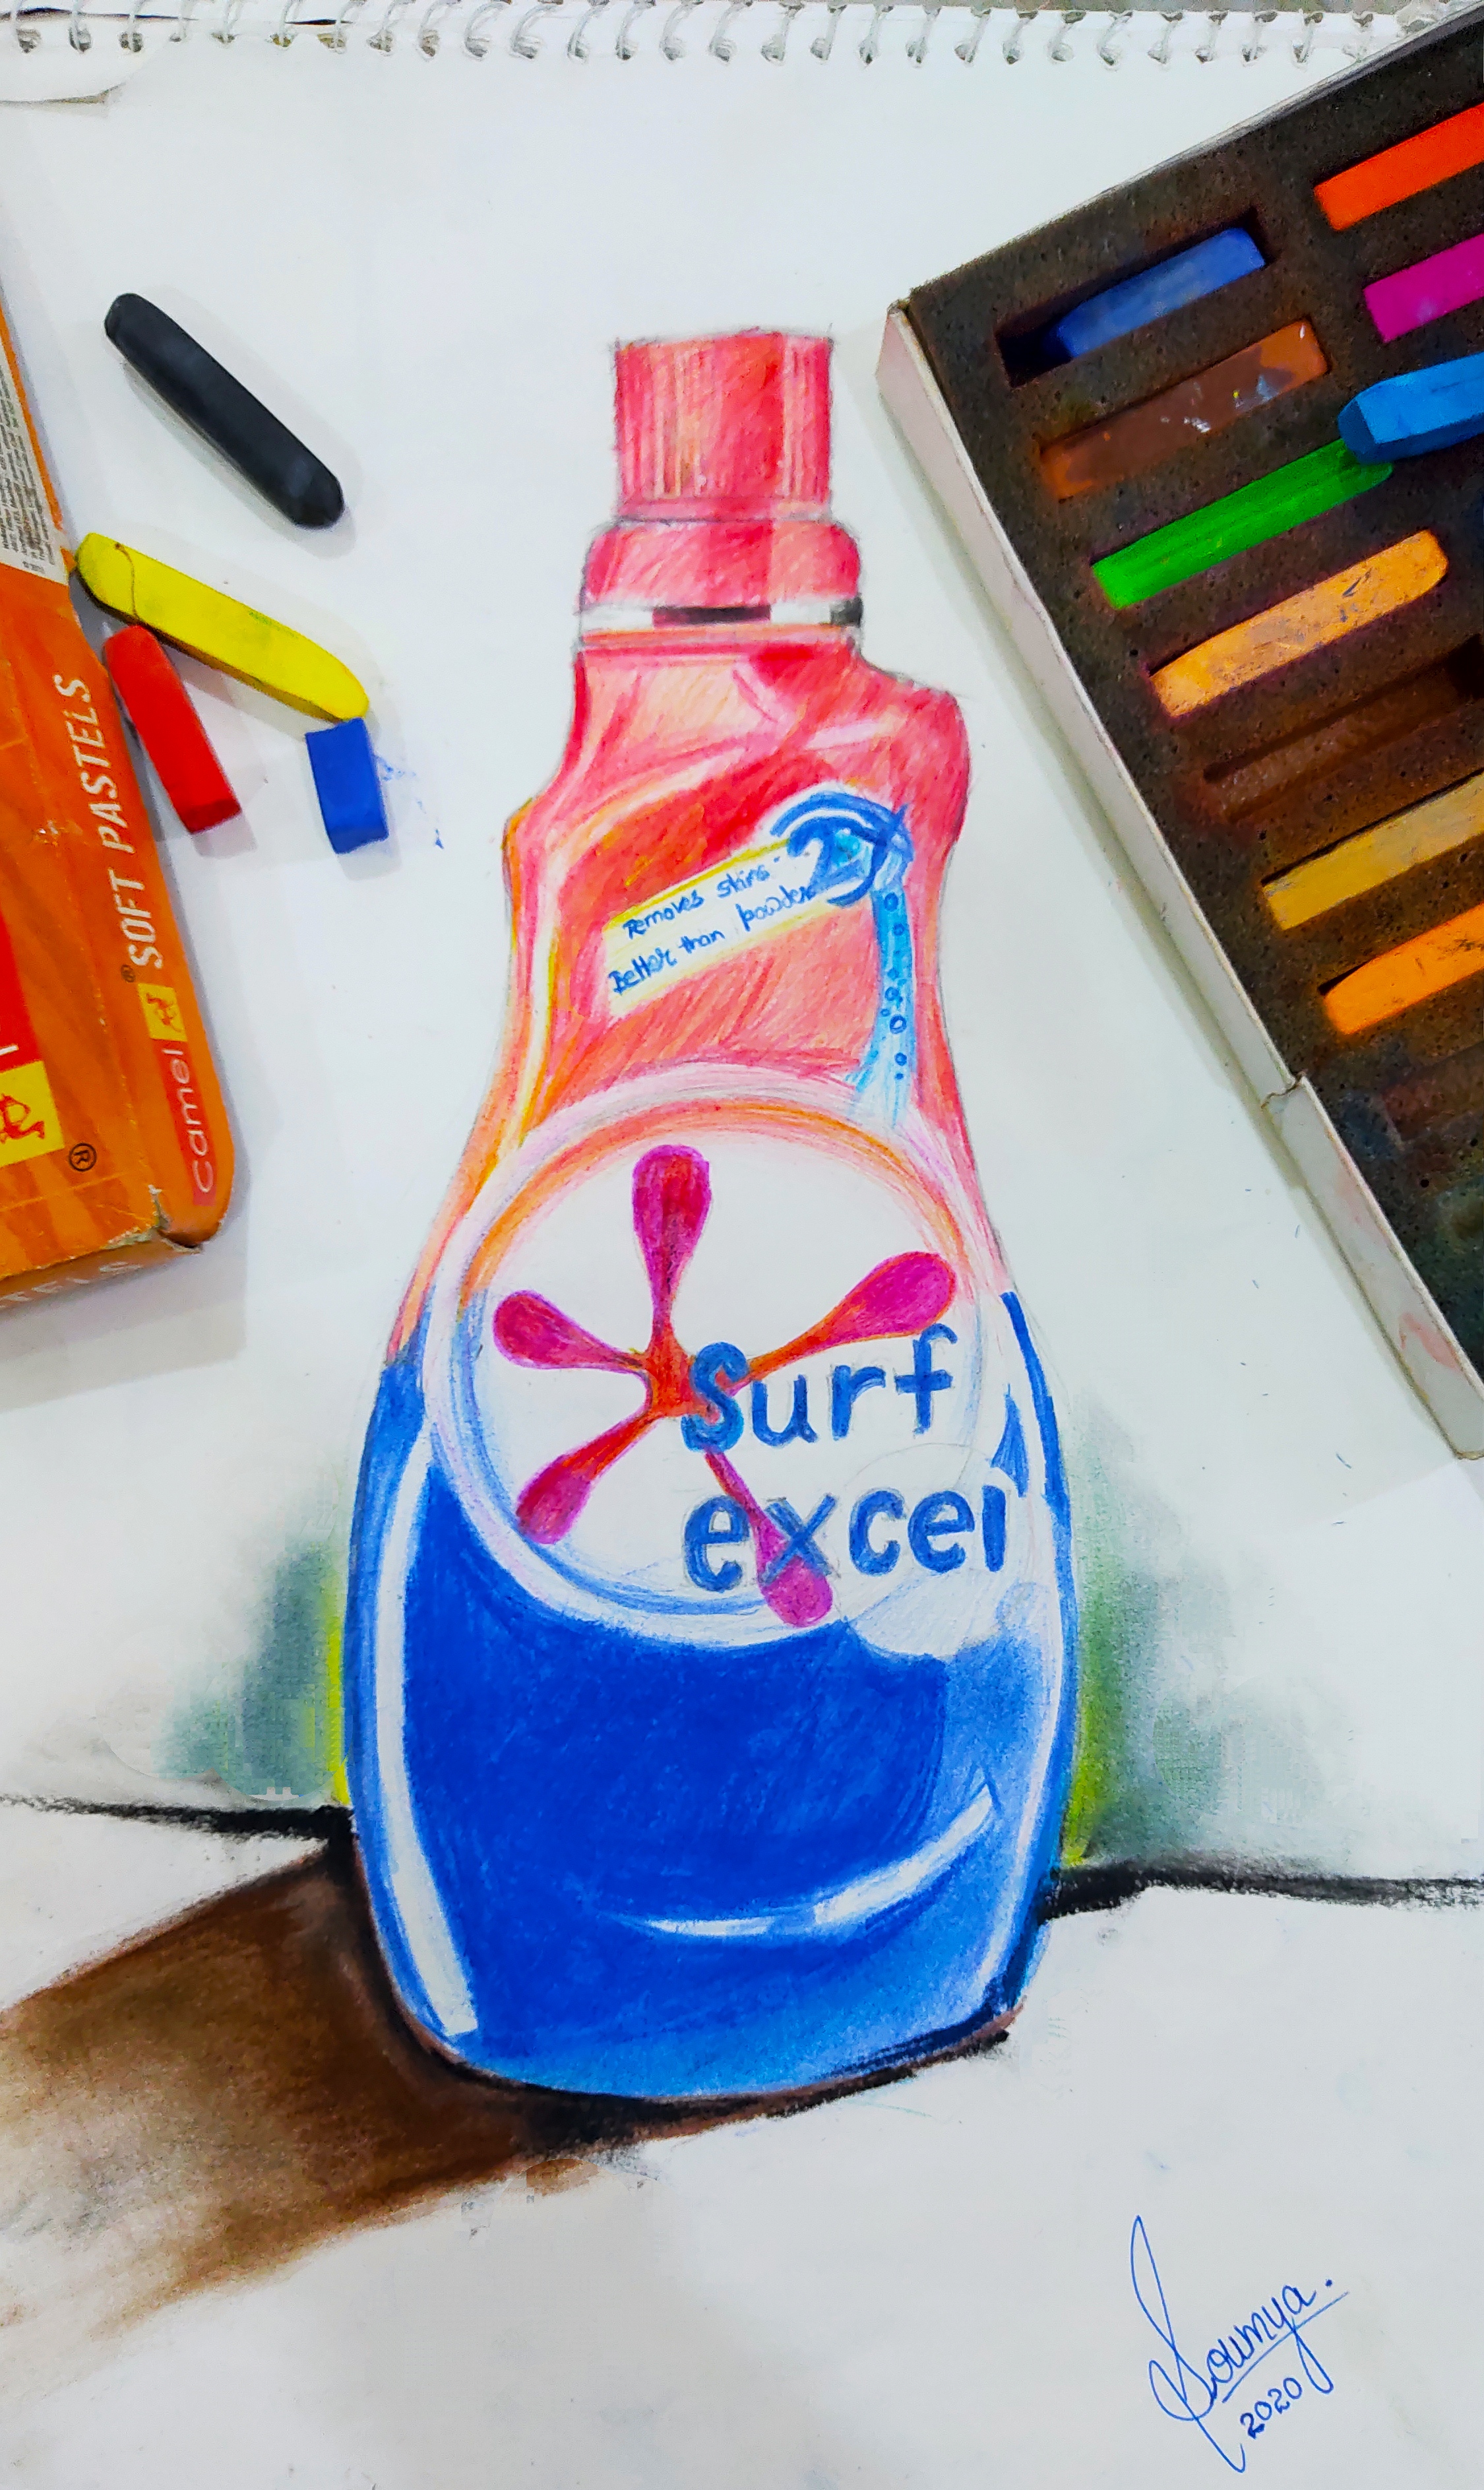 SOFT PASTELS
camel
Removes stains
Better than powder
Surf
excel
Soumya.
2020